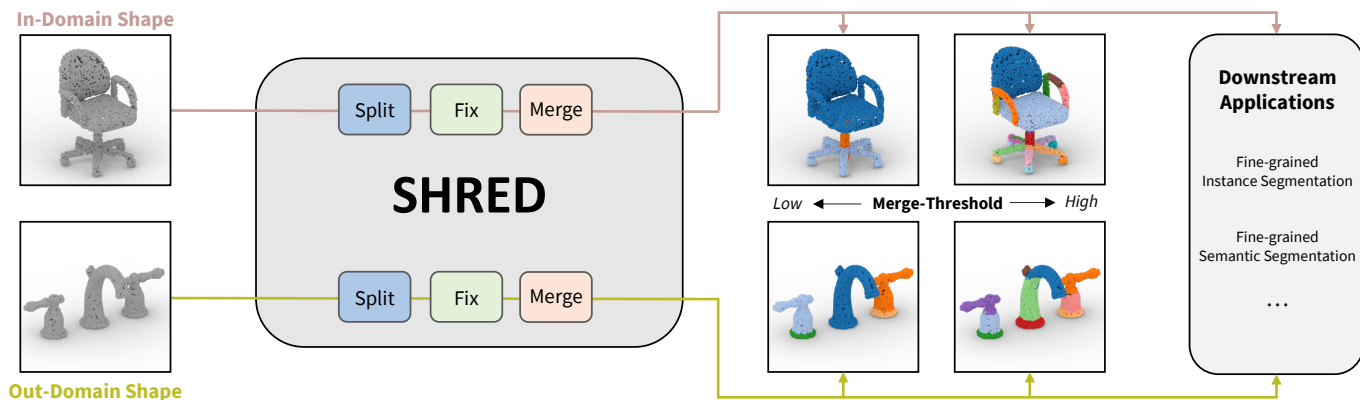 In-Domain Shape
Split
Fix
Merge
SHRED
Split
Fix
Merge
Out-Domain Shape
Low
Merge-Threshold
High
Downstream
Applications
Fine-grained
Instance Segmentation
Fine-grained
Semantic Segmentation
...